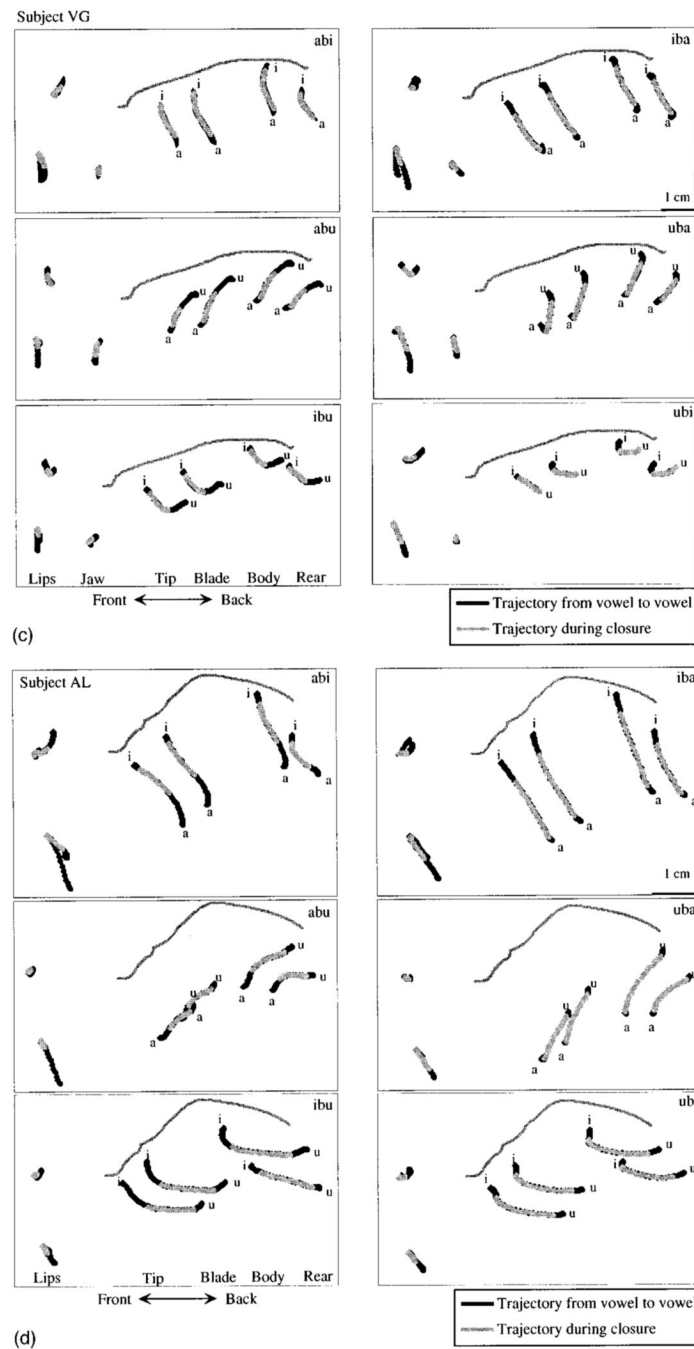 Subject VG
abi
i
i
i
i
a
a
a
a
iba
i
i
i
i
a
a
a
a
1 cm
abu
u
u
u
u
a
a
a
a
uba
u
u
u
u
a
a
a
a
ibu
i
i
i
i
u
u
u
u
Lips Jaw Tip Blade Body Rear
Front Back
ubi
i
i
i
i
u
u
u
u
Trajectory from vowel to vowel
Trajectory during closure
(c)
Subject AL
abi
i
i
i
i
a
a
a
a
iba
i
i
i
i
a
a
a
a
1 cm
abu
u
u
u
u
a
a
a
a
uba
u
u
u
u
a
a
a
a
ibu
i
i
i
i
u
u
u
u
Lips Tip Blade Body Rear
Front Back
ub
i
i
i
i
u
u
u
u
Trajectory from vowel to vowel
Trajectory during closure
(d)